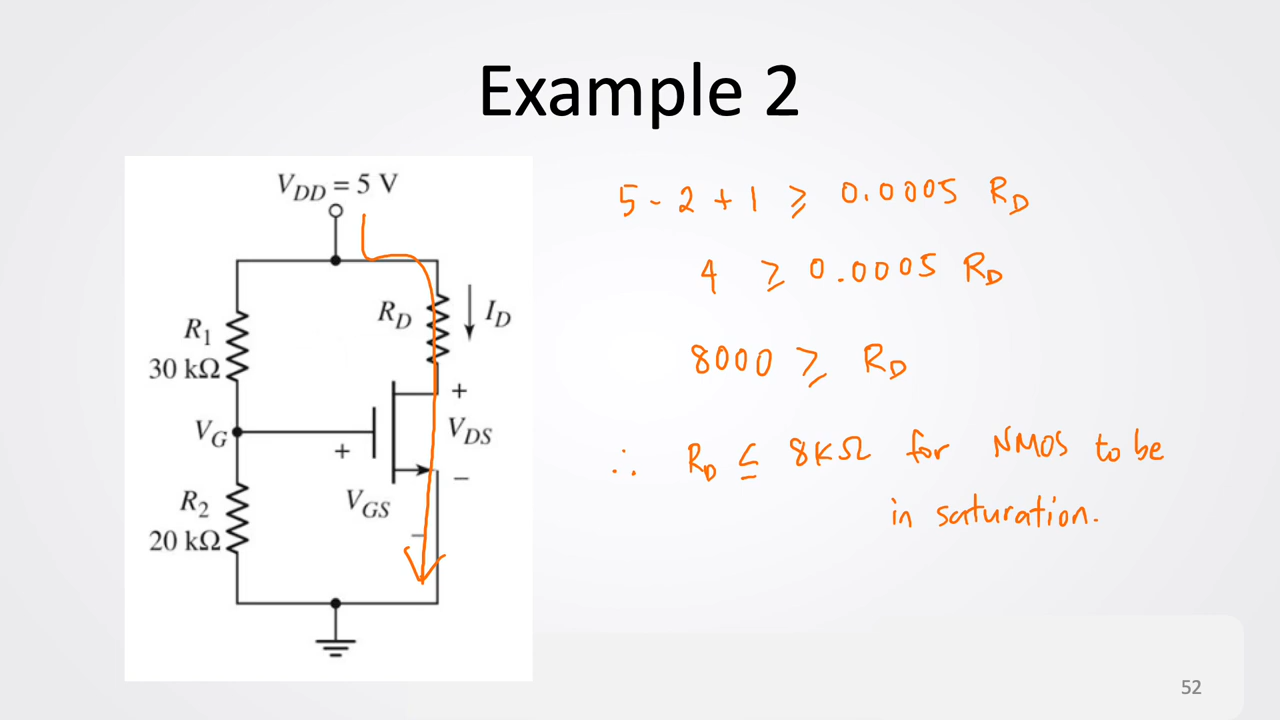 Example 2
V_DD = 5 V
5 - 2 + 1 ≥ 0.0005 R_D
4 ≥ 0.0005 R_D
8000 ≥ R_D
∴ R_D ≤ 8KΩ for NMOS to be
in saturation.
R_D
I_D
R_1
30 kΩ
+
V_G
V_DS
+
−
R_2
V_GS
20 kΩ
−
52